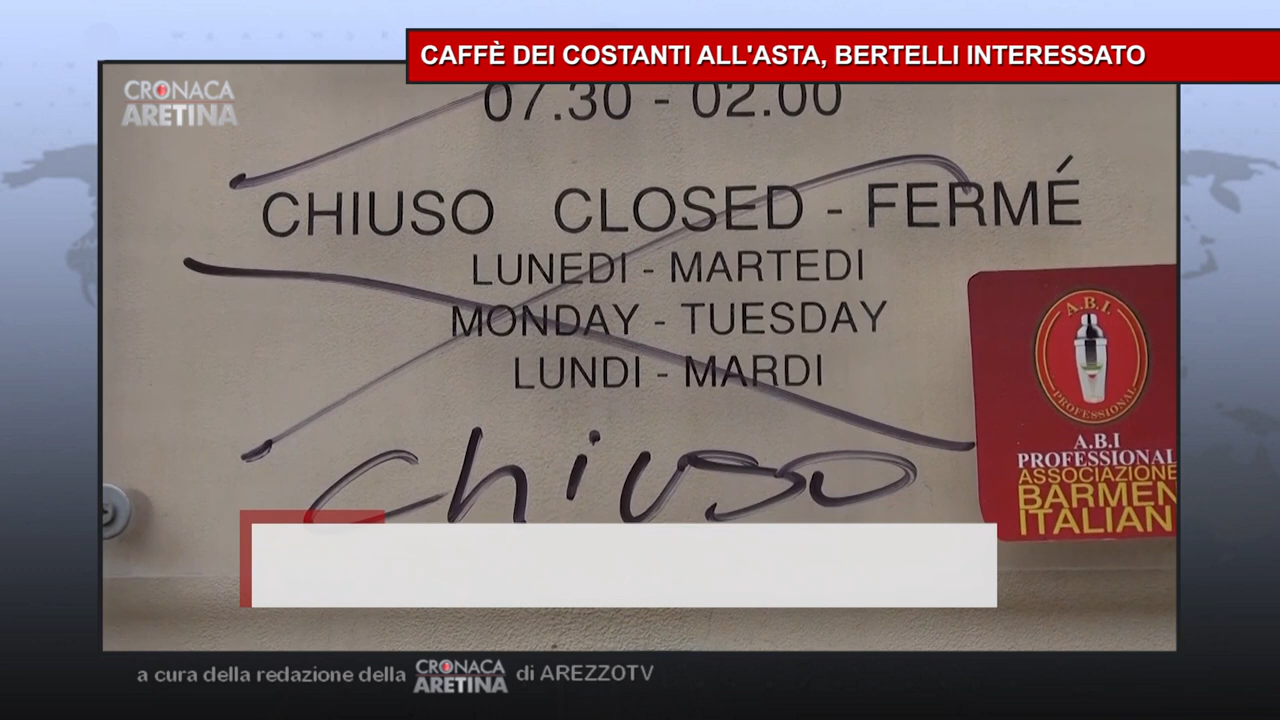 CAFFÈ DEI COSTANTI ALL'ASTA, BERTELLI INTERESSATO
CRONACA
ARETINA
07.30 - 02.00
CHIUSO CLOSED - FERMÉ
LUNEDI - MARTEDI
MONDAY - TUESDAY
LUNDI - MARDI
chiuso
A.B.I.
PROFESSIONAL
A.B.I
PROFESSIONAL
ASSOCIAZIONE
BARMEN
ITALIAN
a cura della redazione della CRONACA ARETINA di AREZZOTV